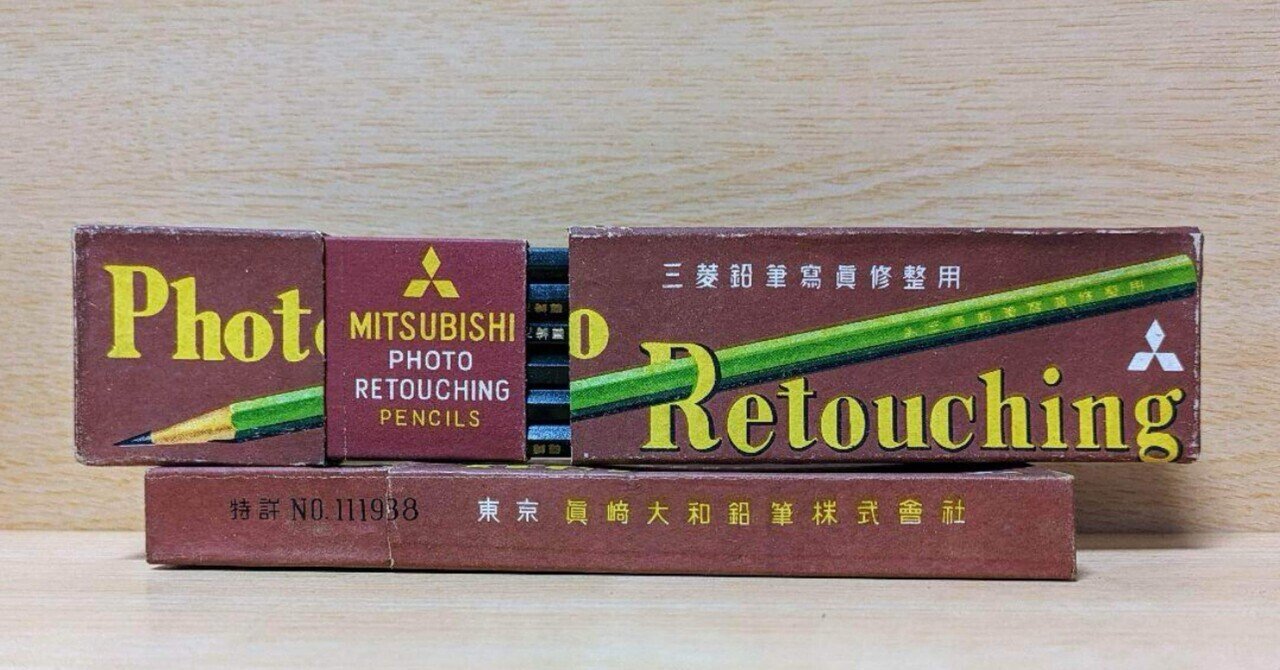 Photo
MITSUBISHI
PHOTO
RETOUCHING
PENCILS
三菱鉛筆寫眞修整用
Retouching
特許 NO.111938
東京 眞崎大和鉛筆株式會社